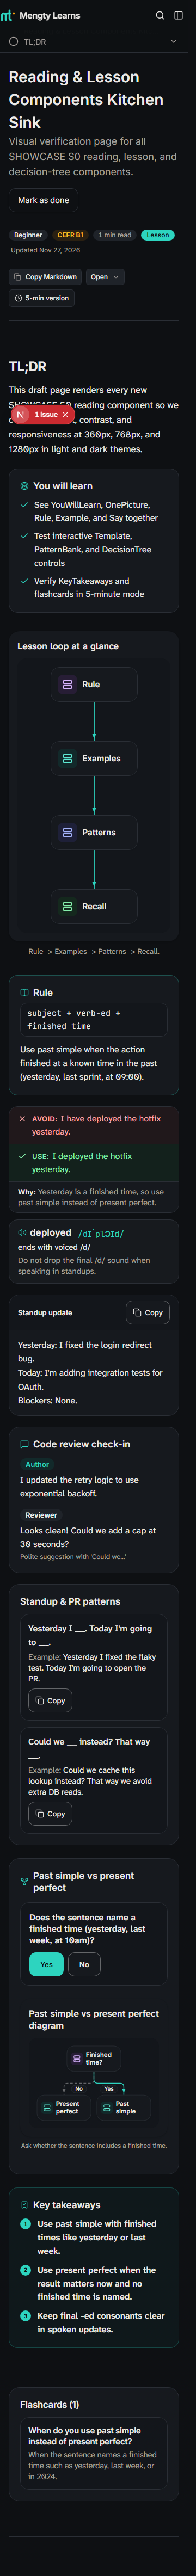 Mengty Learns
TL;DR
Reading & Lesson
Components Kitchen
Sink
Visual verification page for all
SHOWCASE S0 reading, lesson, and
decision-tree components.
Mark as done
Beginner CEFR B1 1 min read Lesson
Updated Nov 27, 2026
Copy Markdown Open
5-min version
TL;DR
This draft page renders every new
SHOWCASE S0 reading component so we
contrast, and
1 Issue
responsiveness at 360px, 768px, and
1280px in light and dark themes.
You will learn
See YouWillLearn, OnePicture,
Rule, Example, and Say together
Test interactive Template,
PatternBank, and DecisionTree
controls
Verify KeyTakeaways and
flashcards in 5-minute mode
Lesson loop at a glance
Rule
Examples
Patterns
Recall
Rule -> Examples -> Patterns -> Recall.
Rule
subject + verb-ed +
finished time
Use past simple when the action
finished at a known time in the past
(yesterday, last sprint, at 09:00).
AVOID: I have deployed the hotfix
yesterday.
USE: I deployed the hotfix
yesterday.
Why: Yesterday is a finished time, so use
past simple instead of present perfect.
deployed /dɪˈplɔɪd/
ends with voiced /d/
Do not drop the final /d/ sound when
speaking in standups.
Standup update Copy
Yesterday: I fixed the login redirect
bug.
Today: I'm adding integration tests for
OAuth.
Blockers: None.
Code review check-in
Author
I updated the retry logic to use
exponential backoff.
Reviewer
Looks clean! Could we add a cap at
30 seconds?
Polite suggestion with 'Could we...'
Standup & PR patterns
Yesterday I ___. Today I'm going
to ___.
Example: Yesterday I fixed the flaky
test. Today I'm going to open the
PR.
Copy
Could we ___ instead? That way
___.
Example: Could we cache this
lookup instead? That way we avoid
extra DB reads.
Copy
Past simple vs present
perfect
Does the sentence name a
finished time (yesterday, last
week, at 10am)?
Yes No
Past simple vs present perfect
diagram
Finished
time?
No Yes
Present
perfect
Past
simple
Ask whether the sentence includes a finished time.
Key takeaways
1 Use past simple with finished
times like yesterday or last
week.
2 Use present perfect when the
result matters now and no
finished time is named.
3 Keep final -ed consonants clear
in spoken updates.
Flashcards (1)
When do you use past simple
instead of present perfect?
When the sentence names a finished
time such as yesterday, last week, or
in 2024.